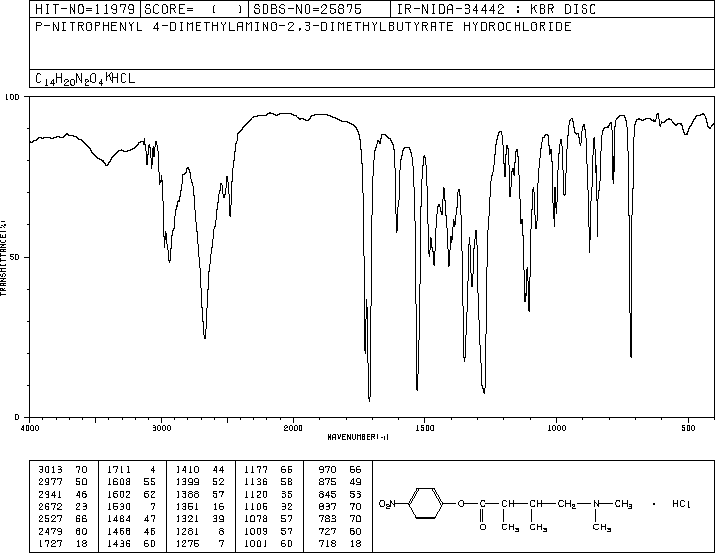 HIT-NO=11979 SCORE= ( ) SDBS-NO=25875 IR-NIDA-34442 : KBR DISC
P-NITROPHENYL 4-DIMETHYLAMINO-2,3-DIMETHYLBUTYRATE HYDROCHLORIDE
C14H20N2O4·HCL
100
50
0
TRANSMITTANCE(%)
4000 3000 2000 1500 1000 500
WAVENUMBER(-1)
3013 70 1711 4 1410 44 1177 66 970 66
2977 50 1608 55 1399 52 1136 58 875 49
2941 46 1602 62 1388 57 1120 35 845 53
2672 23 1530 7 1351 16 1106 32 837 70
2527 66 1484 47 1321 39 1078 57 783 70
2479 60 1468 46 1281 8 1009 57 727 60
1727 18 1436 60 1276 7 1001 60 718 18
O2N O C CH CH CH2 N CH3 · HCl
O CH3 CH3 CH3